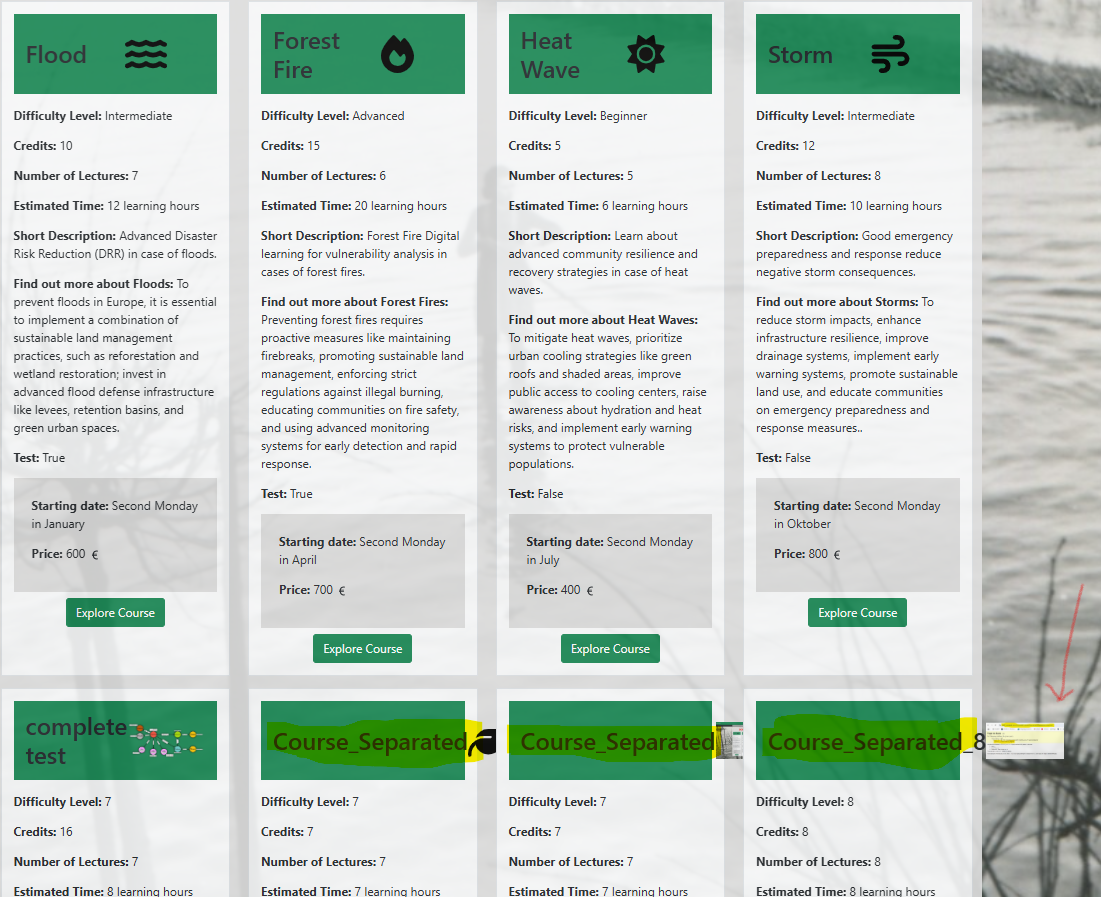 Flood
Forest
Fire
Heat
Wave
Storm
Difficulty Level: Intermediate
Credits: 10
Number of Lectures: 7
Estimated Time: 12 learning hours
Short Description: Advanced Disaster
Risk Reduction (DRR) in case of floods.
Find out more about Floods: To
prevent floods in Europe, it is essential
to implement a combination of
sustainable land management
practices, such as reforestation and
wetland restoration; invest in
advanced flood defense infrastructure
like levees, retention basins, and
green urban spaces.
Test: True
Starting date: Second Monday
in January
Price: 600 €
Explore Course
Difficulty Level: Advanced
Credits: 15
Number of Lectures: 6
Estimated Time: 20 learning hours
Short Description: Forest Fire Digital
learning for vulnerability analysis in
cases of forest fires.
Find out more about Forest Fires:
Preventing forest fires requires
proactive measures like maintaining
firebreaks, promoting sustainable land
management, enforcing strict
regulations against illegal burning,
educating communities on fire safety,
and using advanced monitoring
systems for early detection and rapid
response.
Test: True
Starting date: Second Monday
in April
Price: 700 €
Explore Course
Difficulty Level: Beginner
Credits: 5
Number of Lectures: 5
Estimated Time: 6 learning hours
Short Description: Learn about
advanced community resilience and
recovery strategies in case of heat
waves.
Find out more about Heat Waves:
To mitigate heat waves, prioritize
urban cooling strategies like green
roofs and shaded areas, improve
public access to cooling centers, raise
awareness about hydration and heat
risks, and implement early warning
systems to protect vulnerable
populations.
Test: False
Starting date: Second Monday
in July
Price: 400 €
Explore Course
Difficulty Level: Intermediate
Credits: 12
Number of Lectures: 8
Estimated Time: 10 learning hours
Short Description: Good emergency
preparedness and response reduce
negative storm consequences.
Find out more about Storms: To
reduce storm impacts, enhance
infrastructure resilience, improve
drainage systems, implement early
warning systems, promote sustainable
land use, and educate communities
on emergency preparedness and
response measures..
Test: False
Starting date: Second Monday
in Oktober
Price: 800 €
Explore Course
complete
test
Difficulty Level: 7
Credits: 16
Number of Lectures: 7
Estimated Time: 8 learning hours
Course_Separated
Difficulty Level: 7
Credits: 7
Number of Lectures: 7
Estimated Time: 7 learning hours
Course_Separated
Difficulty Level: 7
Credits: 7
Number of Lectures: 7
Estimated Time: 7 learning hours
Course_Separated_8
Difficulty Level: 8
Credits: 8
Number of Lectures: 8
Estimated Time: 8 learning hours